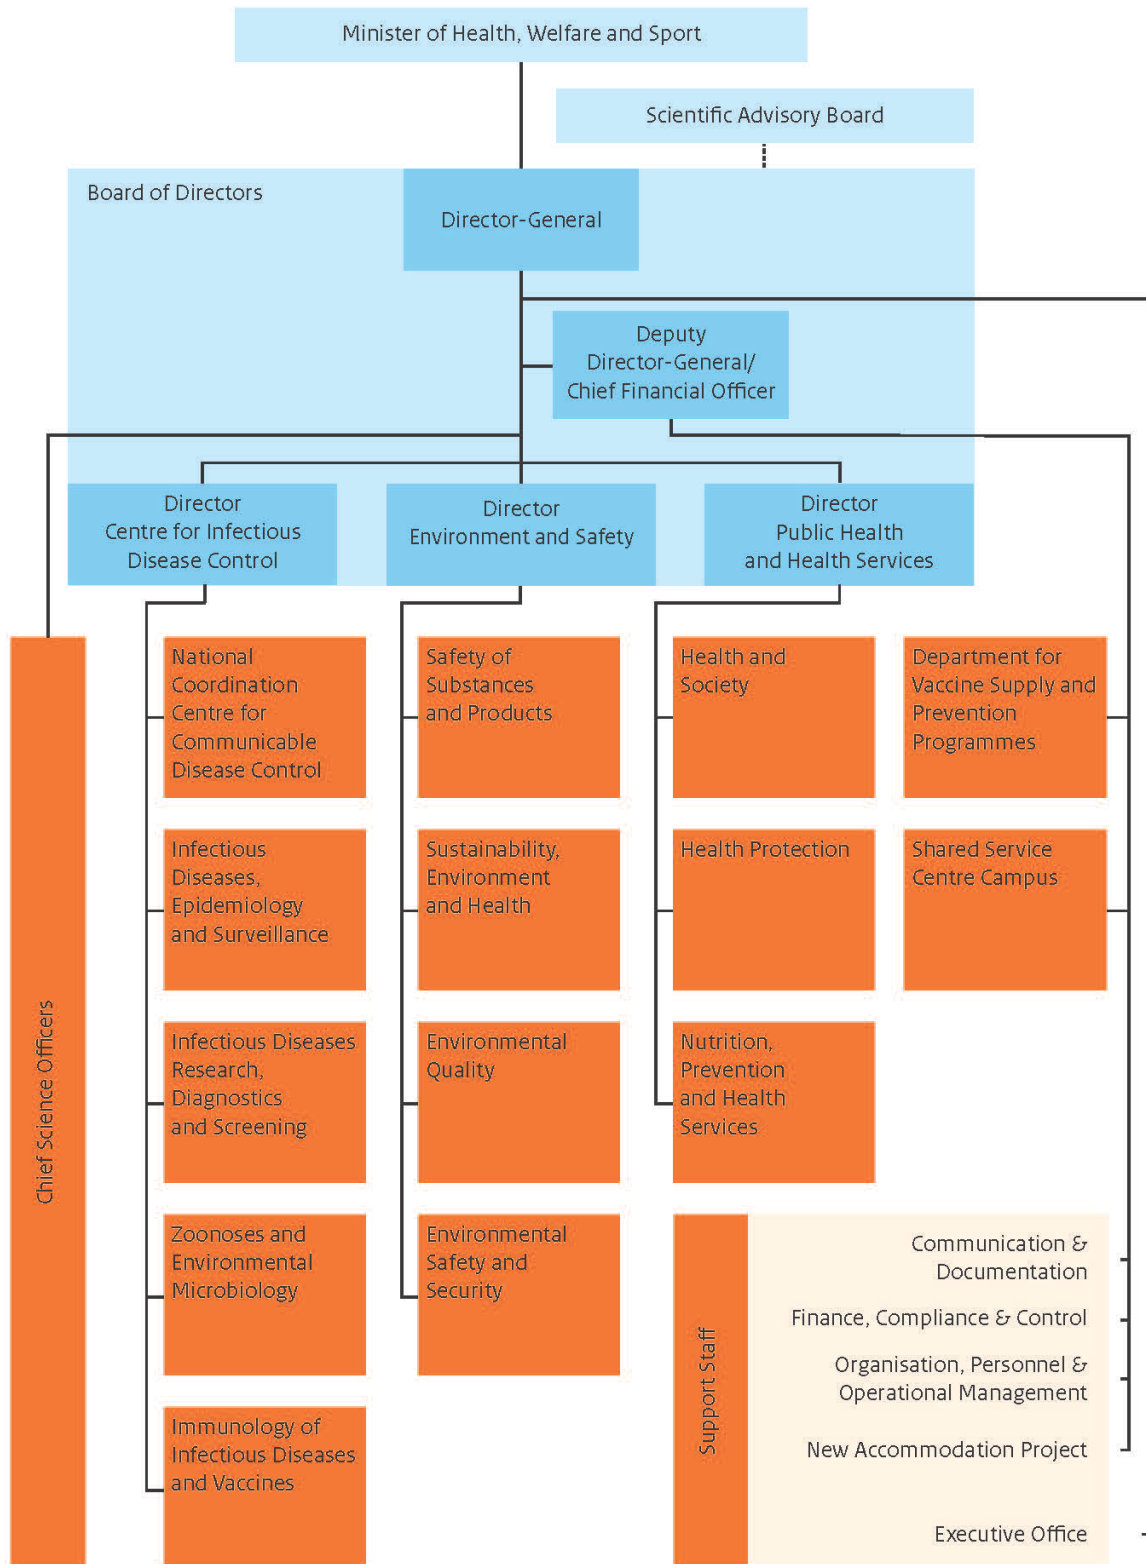 Minister of Health, Welfare and Sport
Scientific Advisory Board
Board of Directors
Director-General
Deputy
Director-General/
Chief Financial Officer
Director
Centre for Infectious
Disease Control
Director
Environment and Safety
Director
Public Health
and Health Services
Chief Science Officers
National
Coordination
Centre for
Communicable
Disease Control
Infectious
Diseases,
Epidemiology
and Surveillance
Infectious Diseases
Research,
Diagnostics
and Screening
Zoonoses and
Environmental
Microbiology
Immunology of
Infectious Diseases
and Vaccines
Safety of
Substances
and Products
Sustainability,
Environment
and Health
Environmental
Quality
Environmental
Safety and
Security
Health and
Society
Health Protection
Nutrition,
Prevention
and Health
Services
Department for
Vaccine Supply and
Prevention
Programmes
Shared Service
Centre Campus
Support Staff
Communication &
Documentation
Finance, Compliance & Control
Organisation, Personnel &
Operational Management
New Accommodation Project
Executive Office